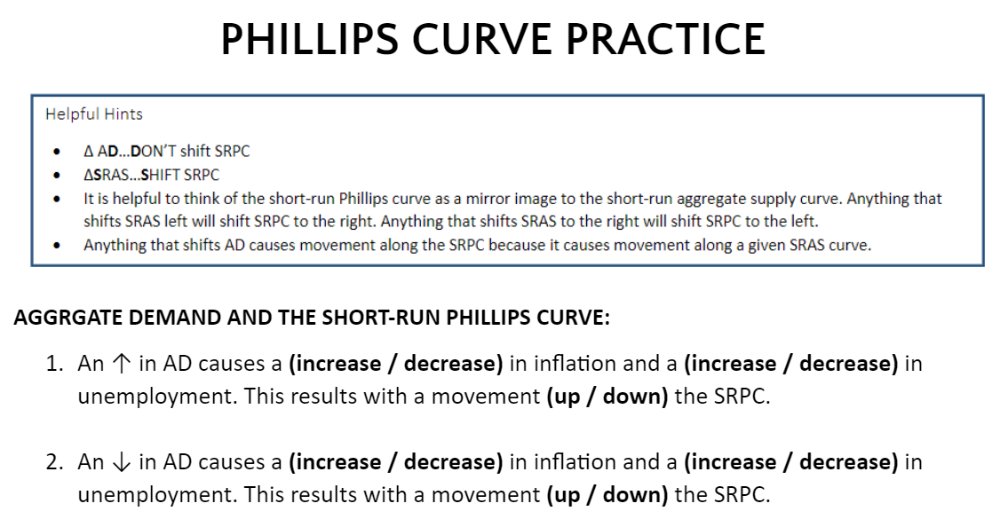 PHILLIPS CURVE PRACTICE
Helpful Hints
• Δ AD...DON'T shift SRPC
• ΔSRAS...SHIFT SRPC
• It is helpful to think of the short-run Phillips curve as a mirror image to the short-run aggregate supply curve. Anything that
shifts SRAS left will shift SRPC to the right. Anything that shifts SRAS to the right will shift SRPC to the left.
• Anything that shifts AD causes movement along the SRPC because it causes movement along a given SRAS curve.
AGGRGATE DEMAND AND THE SHORT-RUN PHILLIPS CURVE:
1. An ↑ in AD causes a (increase / decrease) in inflation and a (increase / decrease) in
unemployment. This results with a movement (up / down) the SRPC.
2. An ↓ in AD causes a (increase / decrease) in inflation and a (increase / decrease) in
unemployment. This results with a movement (up / down) the SRPC.